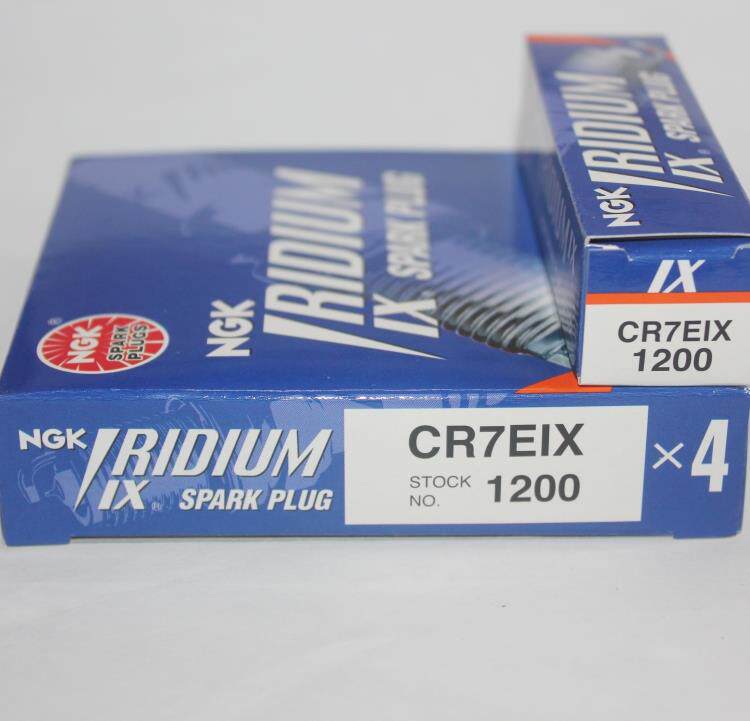 NGK
IRIDIUM
IX SPARK PLUG
IX
CR7EIX
1200
NGK
SPARK
PLUGS
®
NGK
IRIDIUM
IX SPARK PLUG
NGK IRIDIUM
IX® SPARK PLUG
CR7EIX
STOCK
NO. 1200
×4